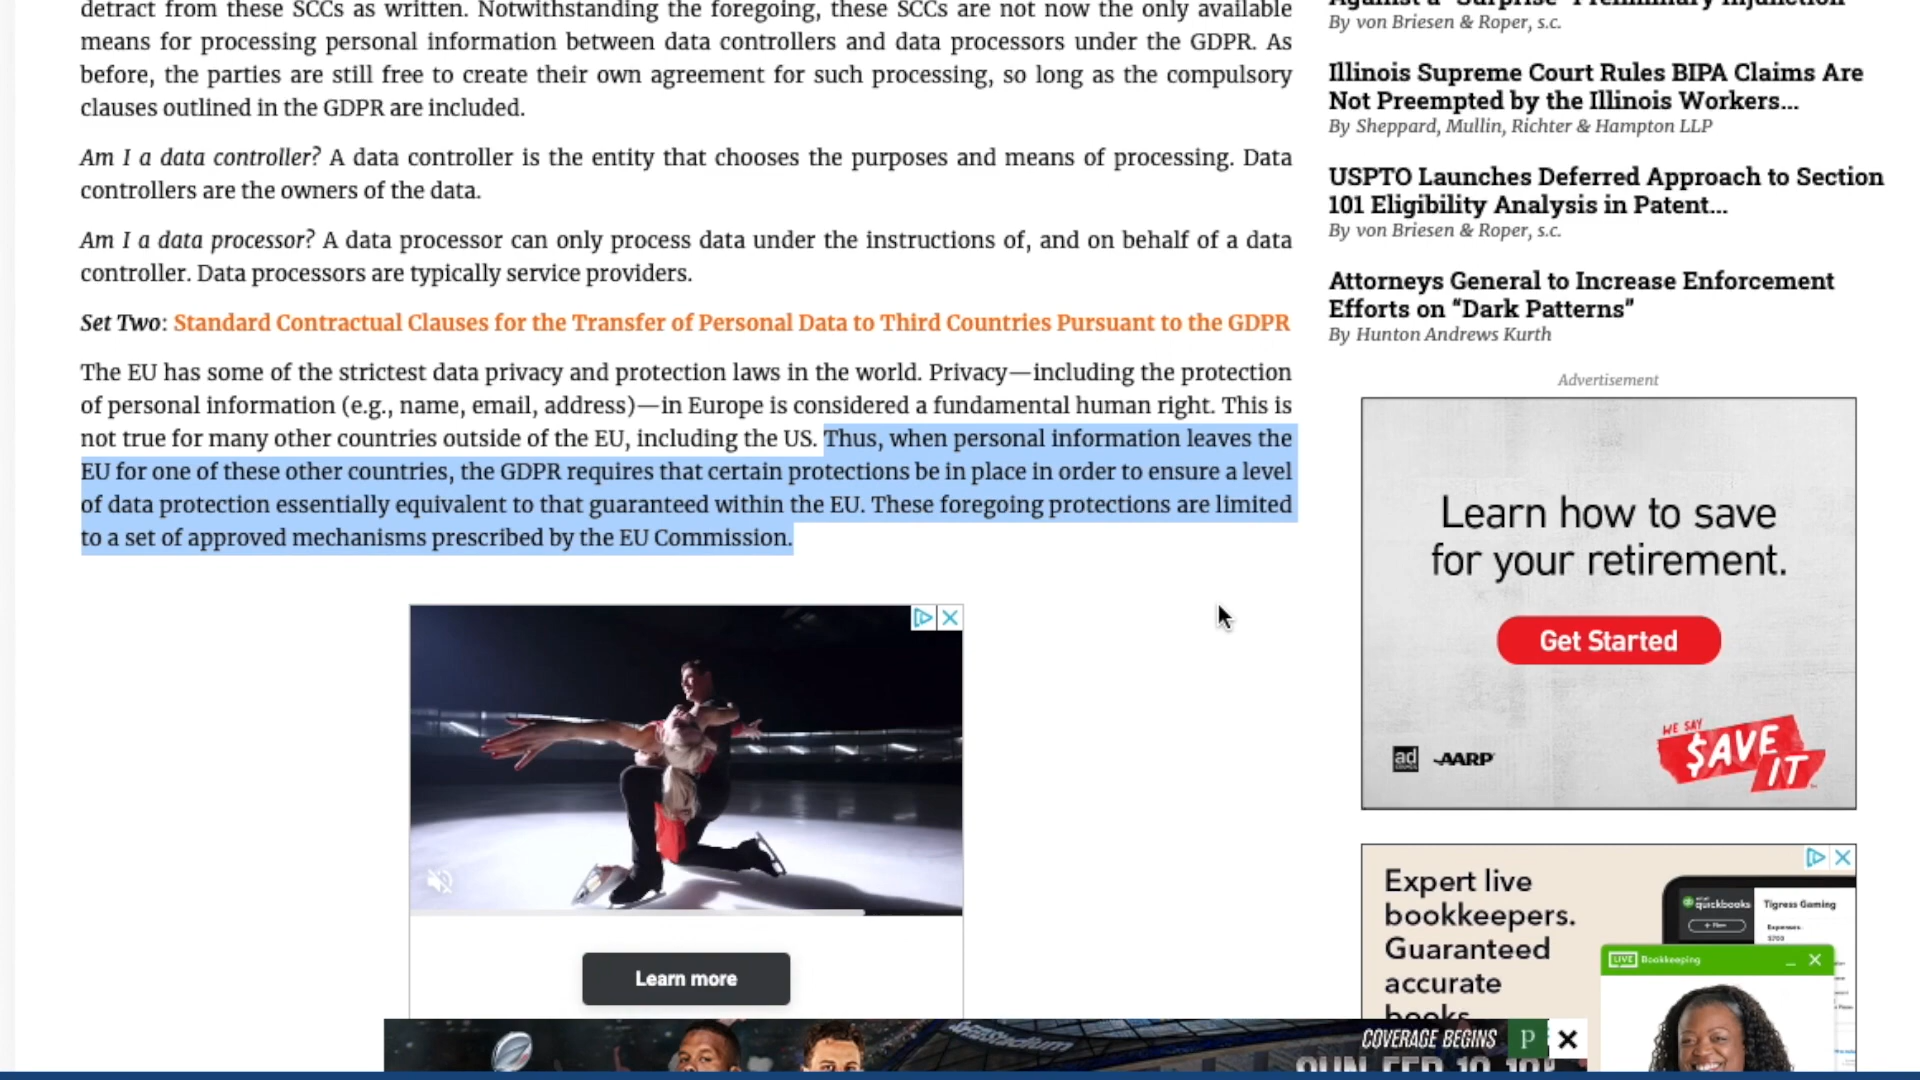 detract from these SCCs as written. Notwithstanding the foregoing, these SCCs are not now the only available
means for processing personal information between data controllers and data processors under the GDPR. As
before, the parties are still free to create their own agreement for such processing, so long as the compulsory
clauses outlined in the GDPR are included.
Am I a data controller? A data controller is the entity that chooses the purposes and means of processing. Data
controllers are the owners of the data.
Am I a data processor? A data processor can only process data under the instructions of, and on behalf of a data
controller. Data processors are typically service providers.
Set Two: Standard Contractual Clauses for the Transfer of Personal Data to Third Countries Pursuant to the GDPR
The EU has some of the strictest data privacy and protection laws in the world. Privacy—including the protection
of personal information (e.g., name, email, address)—in Europe is considered a fundamental human right. This is
not true for many other countries outside of the EU, including the US. Thus, when personal information leaves the
EU for one of these other countries, the GDPR requires that certain protections be in place in order to ensure a level
of data protection essentially equivalent to that guaranteed within the EU. These foregoing protections are limited
to a set of approved mechanisms prescribed by the EU Commission.
Learn more
Against a "Surprise" Preliminary Injunction
By von Briesen & Roper, s.c.
Illinois Supreme Court Rules BIPA Claims Are
Not Preempted by the Illinois Workers...
By Sheppard, Mullin, Richter & Hampton LLP
USPTO Launches Deferred Approach to Section
101 Eligibility Analysis in Patent...
By von Briesen & Roper, s.c.
Attorneys General to Increase Enforcement
Efforts on “Dark Patterns”
By Hunton Andrews Kurth
Advertisement
Learn how to save
for your retirement.
Get Started
ad AARP
WE SAY
$AVE
IT
Expert live
bookkeepers.
Guaranteed
accurate
books
quickbooks
Tigress Gaming
+ New
Expenses
LIVE Bookkeeping
COVERAGE BEGINS
p